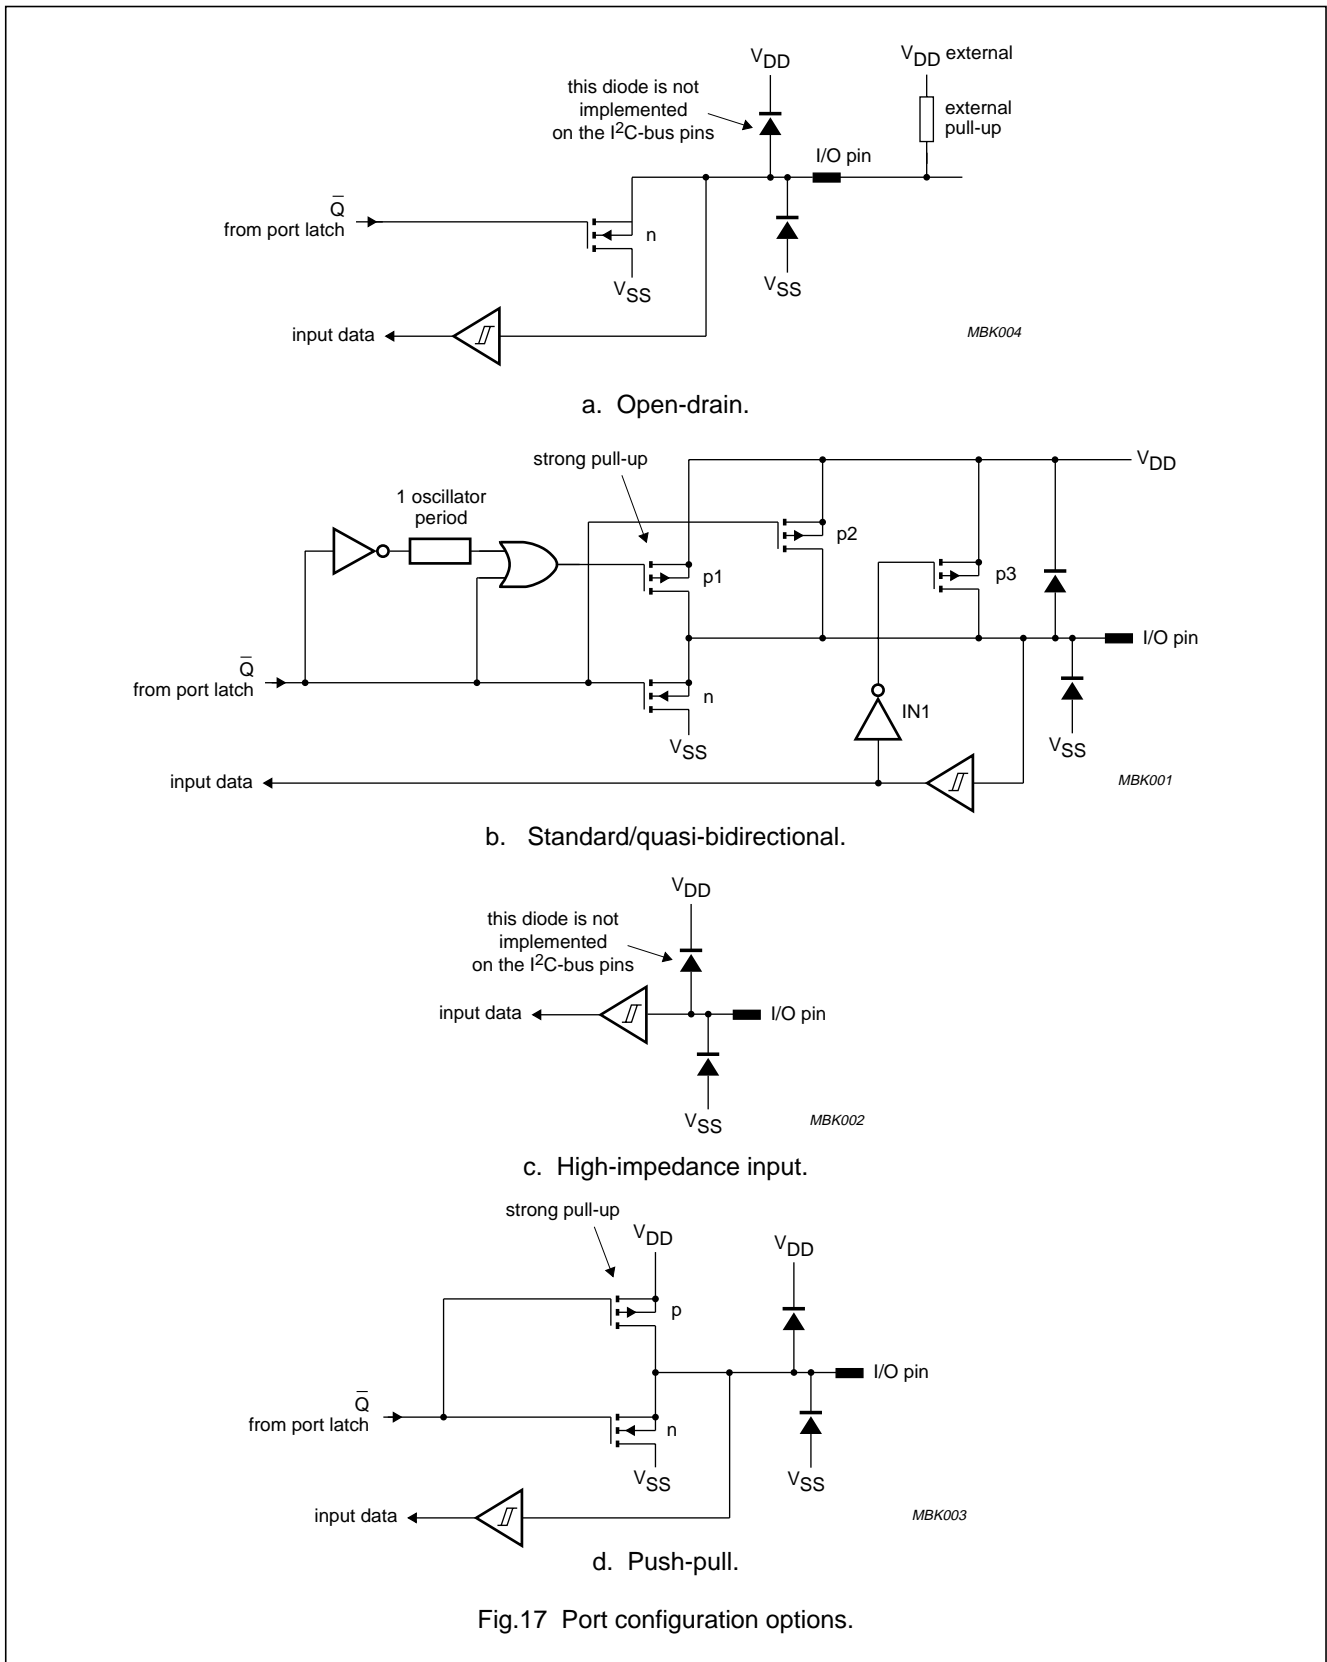 VDD
VDD external
this diode is not
implemented
on the I2C-bus pins
external
pull-up
I/O pin
Q̅
from port latch
n
VSS
VSS
input data
MBK004
a. Open-drain.
strong pull-up
VDD
1 oscillator
period
p2
p1
p3
I/O pin
Q̅
from port latch
n
IN1
VSS
VSS
input data
MBK001
b. Standard/quasi-bidirectional.
VDD
this diode is not
implemented
on the I2C-bus pins
input data
I/O pin
VSS
MBK002
c. High-impedance input.
strong pull-up
VDD
VDD
p
I/O pin
Q̅
from port latch
n
VSS
VSS
input data
MBK003
d. Push-pull.
Fig.17 Port configuration options.